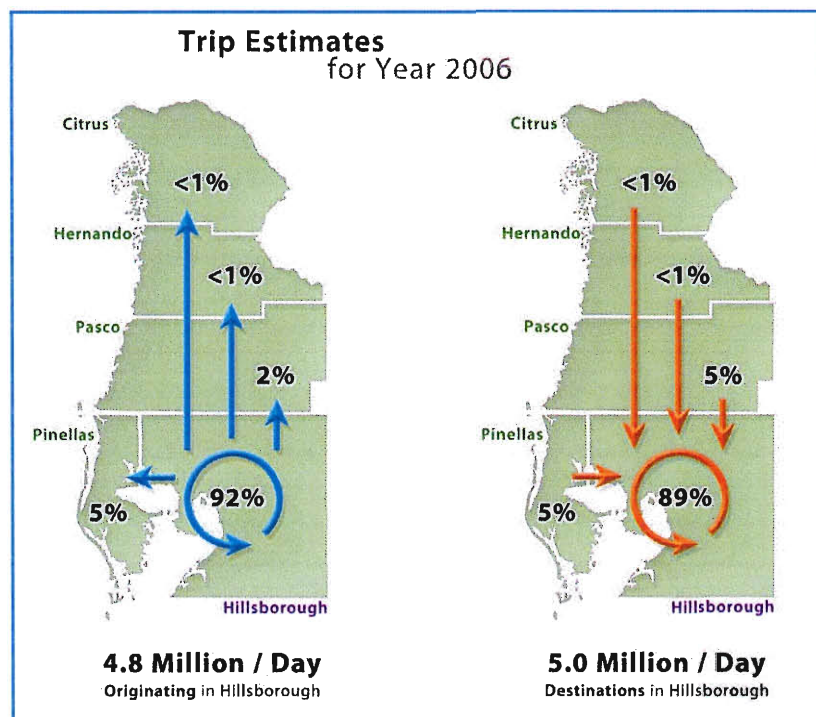 Trip Estimates
for Year 2006
Citrus
<1%
Hernando
<1%
Pasco
2%
Pinellas
92%
5%
Hillsborough
4.8 Million / Day
Originating in Hillsborough
Citrus
<1%
Hernando
<1%
Pasco
5%
Pinellas
89%
5%
Hillsborough
5.0 Million / Day
Destinations in Hillsborough